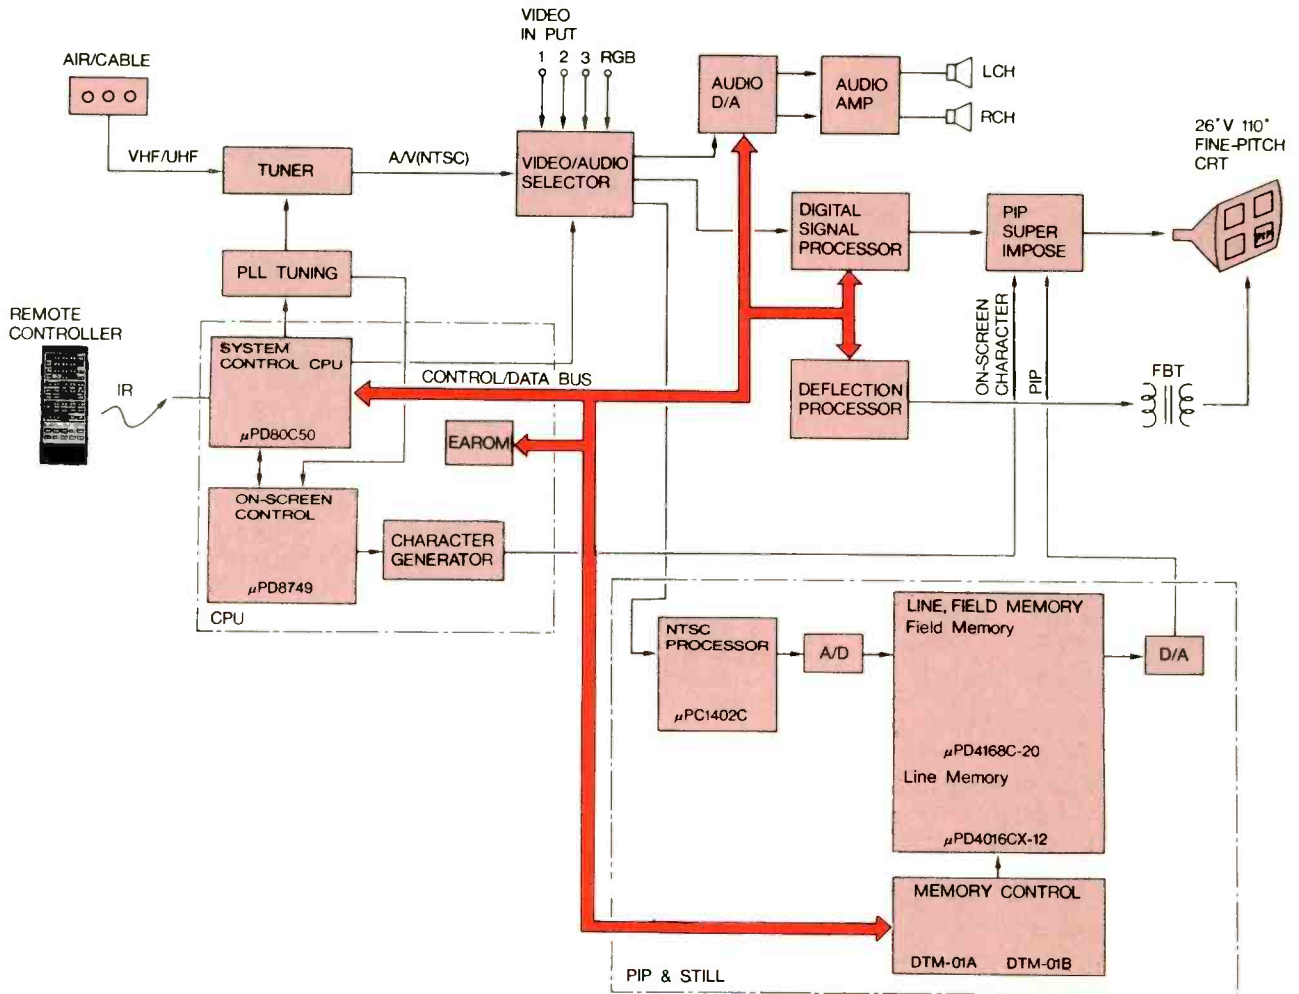 VIDEO
IN PUT
1 2 3 RGB
AIR/CABLE
VHF/UHF
TUNER
A/V(NTSC)
VIDEO/AUDIO
SELECTOR
AUDIO
D/A
AUDIO
AMP
LCH
RCH
26" V 110°
FINE-PITCH
CRT
PIP
DIGITAL
SIGNAL
PROCESSOR
PIP
SUPER
IMPOSE
PLL TUNING
REMOTE
CONTROLLER
IR
SYSTEM
CONTROL CPU
μPD80C50
CONTROL/DATA BUS
EAROM
DEFLECTION
PROCESSOR
ON-SCREEN
CHARACTER
PIP
FBT
ON-SCREEN
CONTROL
μPD8749
CHARACTER
GENERATOR
CPU
NTSC
PROCESSOR
μPC1402C
A/D
LINE, FIELD MEMORY
Field Memory
μPD4168C-20
Line Memory
μPD4016CX-12
D/A
MEMORY CONTROL
DTM-01A DTM-01B
PIP & STILL